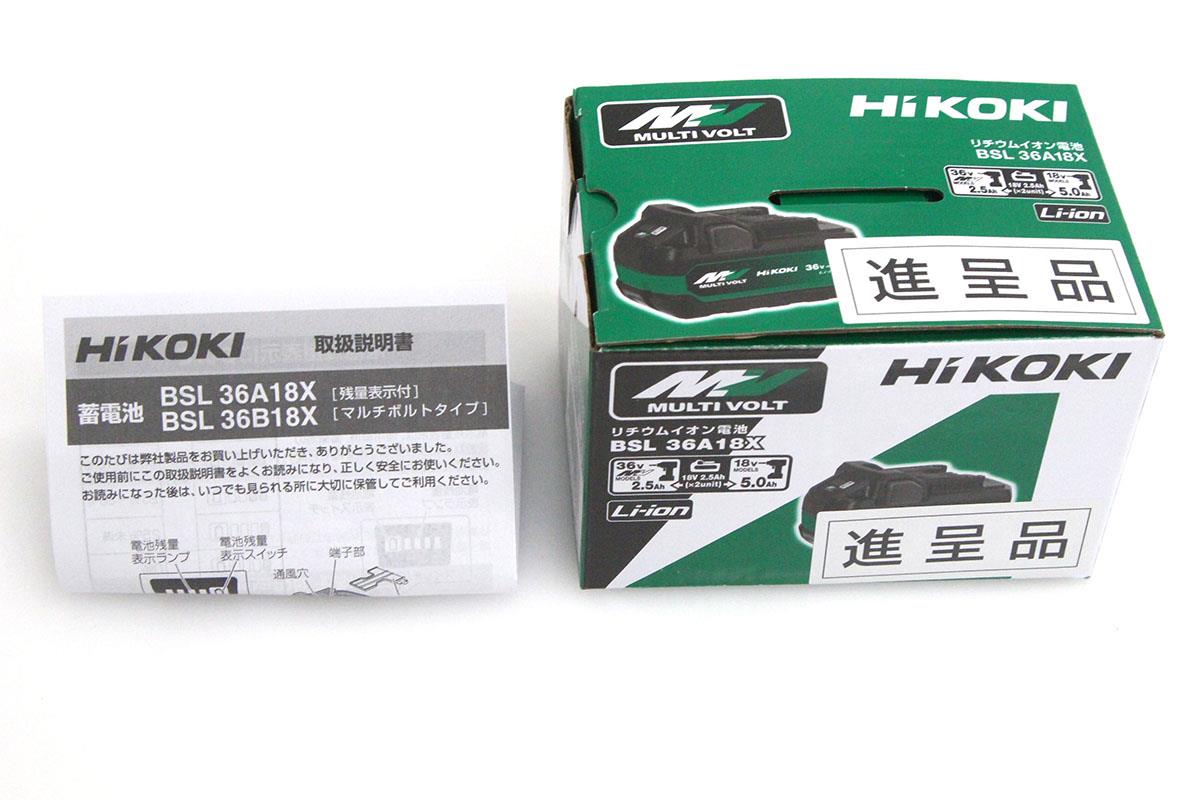 HiKOKI 取扱説明書
蓄電池
BSL 36A18X [残量表示付]
BSL 36B18X [マルチボルトタイプ]
このたびは弊社製品をお買い上げいただき、ありがとうございました。
ご使用前にこの取扱説明書をよくお読みになり、正しく安全にお使いください。
お読みになった後は、いつでも見られる所に大切に保管してご利用ください。
電池残量
表示ランプ
電池残量
表示スイッチ
通風穴
端子部
MV
MULTI VOLT
HiKOKI
リチウムイオン電池
BSL 36A18X
36V MV MODELS 2.5Ah
18V 2.5Ah (×2unit)
18V MODELS 5.0Ah
Li-ion
MV MULTI VOLT HiKOKI 36V
進呈品
MV
MULTI VOLT
HiKOKI
リチウムイオン電池
BSL 36A18X
36V MV MODELS 2.5Ah
18V 2.5Ah (×2unit)
18V MODELS 5.0Ah
Li-ion
進呈品